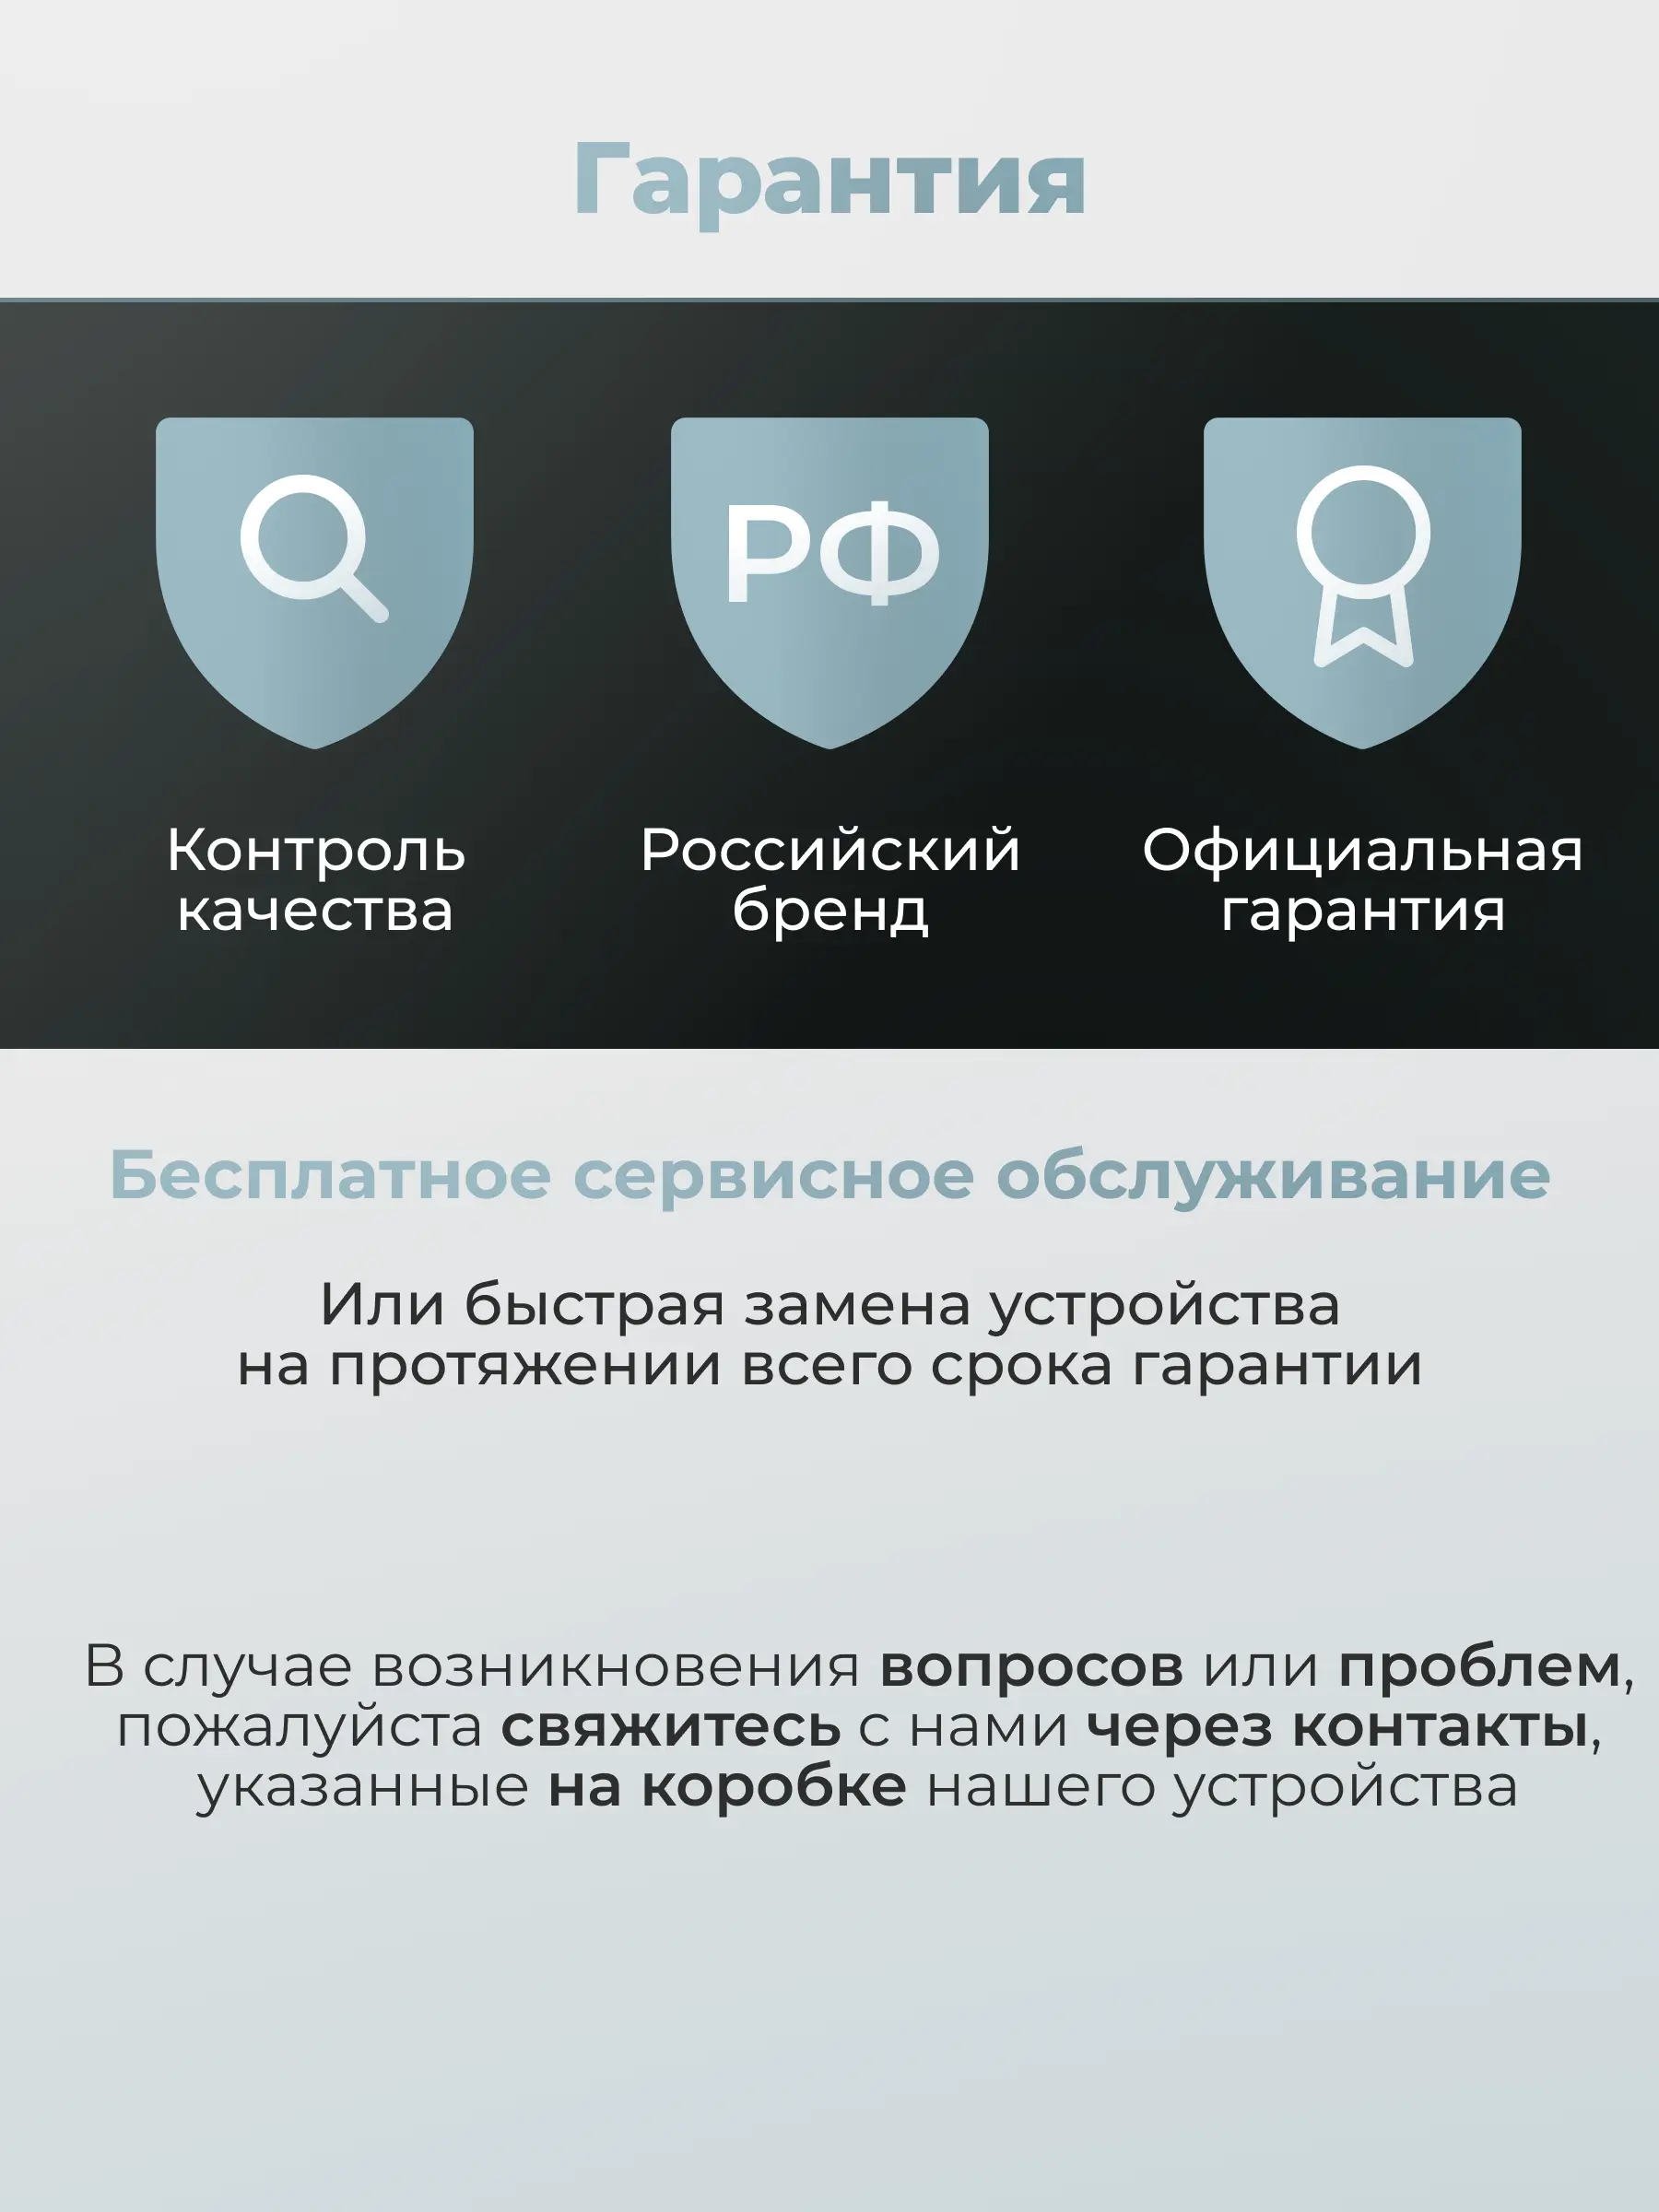 Гарантия
РФ
Контроль
качества
Российский
бренд
Официальная
гарантия
Бесплатное сервисное обслуживание
Или быстрая замена устройства
на протяжении всего срока гарантии
В случае возникновения вопросов или проблем,
пожалуйста свяжитесь с нами через контакты,
указанные на коробке нашего устройства